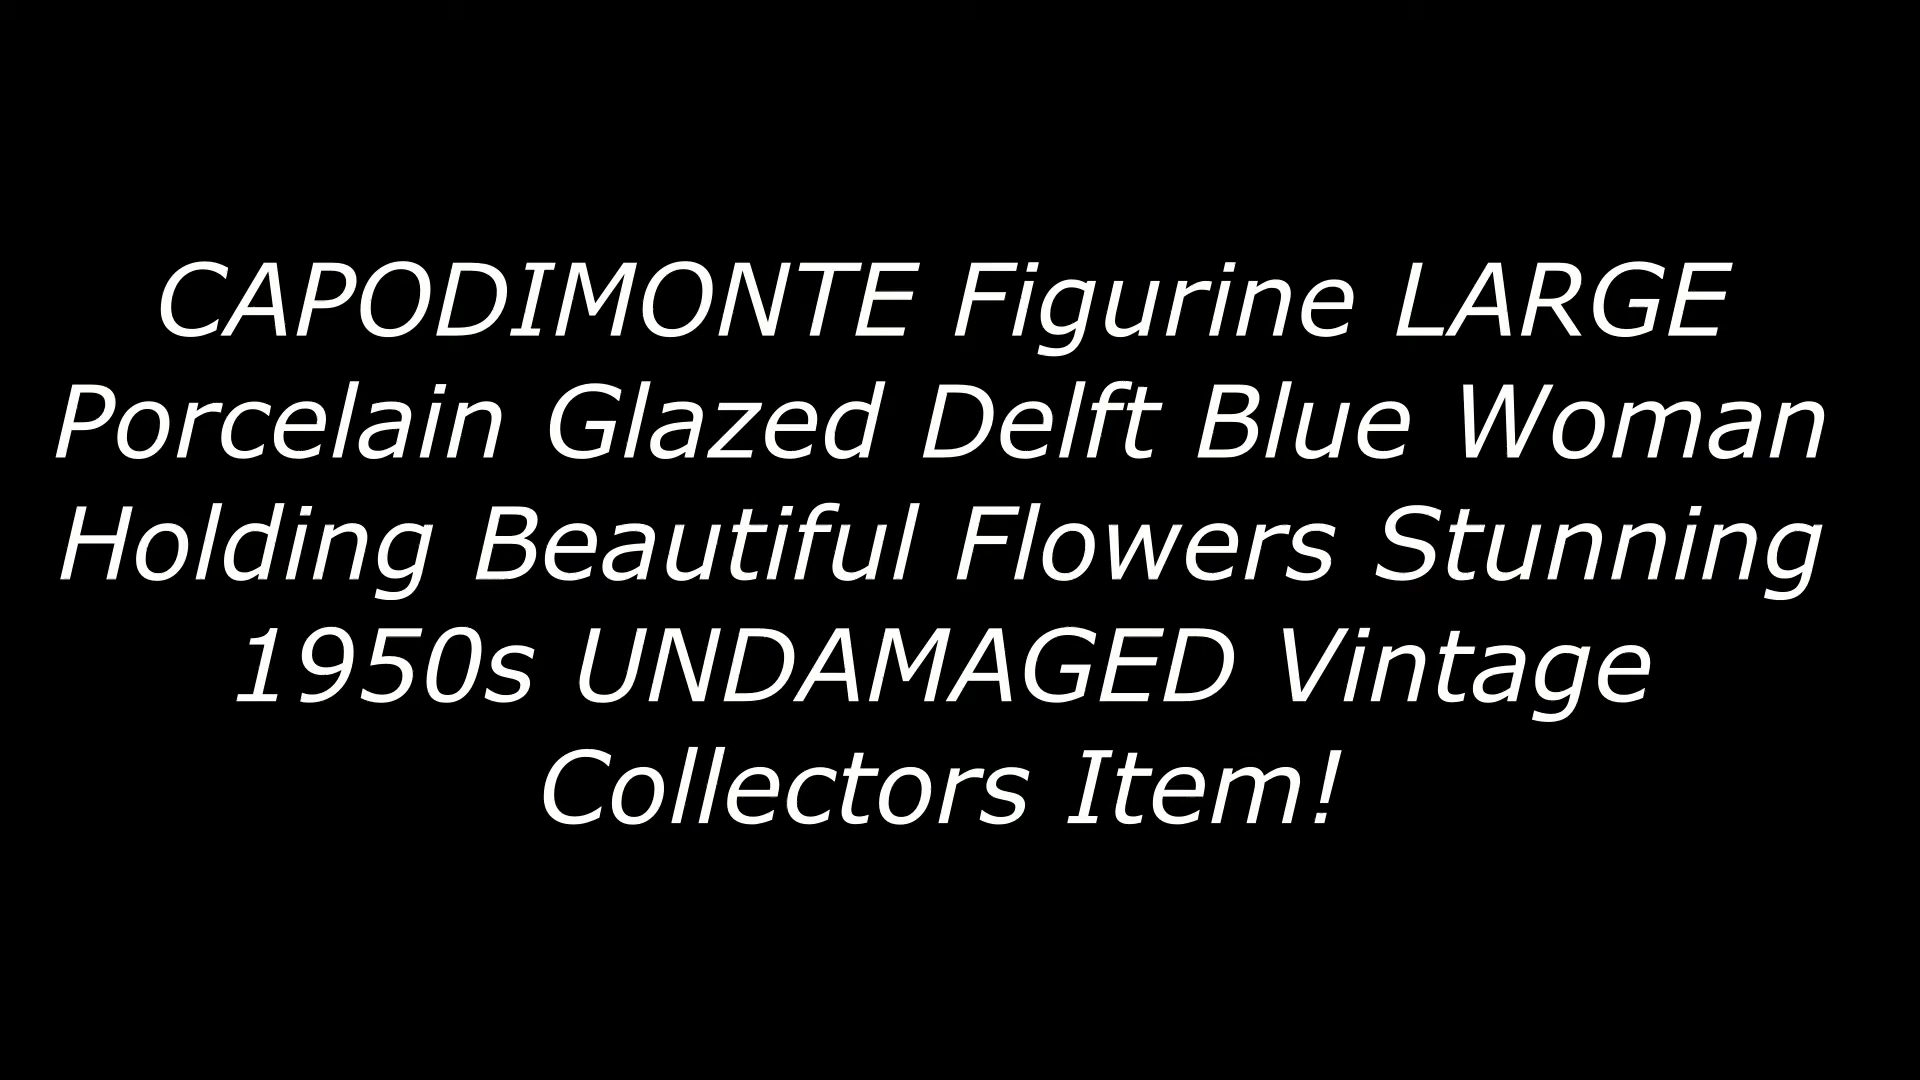 CAPODIMONTE Figurine LARGE
Porcelain Glazed Delft Blue Woman
Holding Beautiful Flowers Stunning
1950s UNDAMAGED Vintage
Collectors Item!